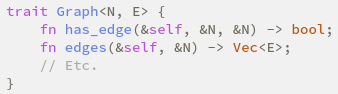 trait Graph<N, E> {
    fn has_edge(&self, &N, &N) -> bool;
    fn edges(&self, &N) -> Vec<E>;
    // Etc.
}